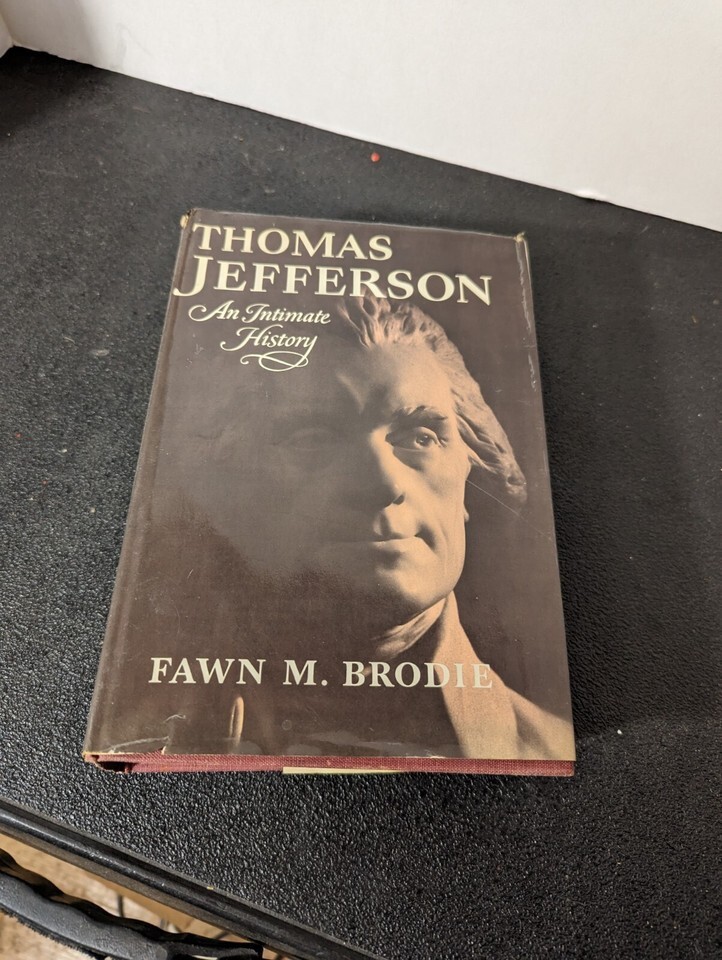 THOMAS
JEFFERSON
An Intimate
History
FAWN M. BRODIE